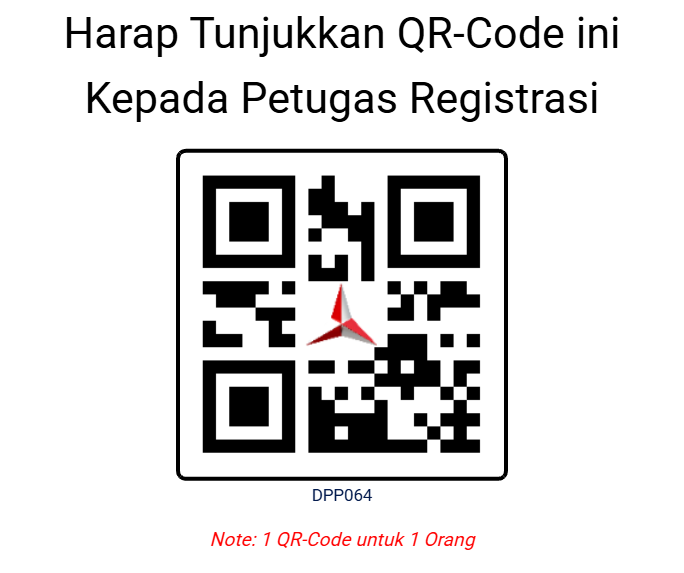 Harap Tunjukkan QR-Code ini
Kepada Petugas Registrasi
DPP064
Note: 1 QR-Code untuk 1 Orang